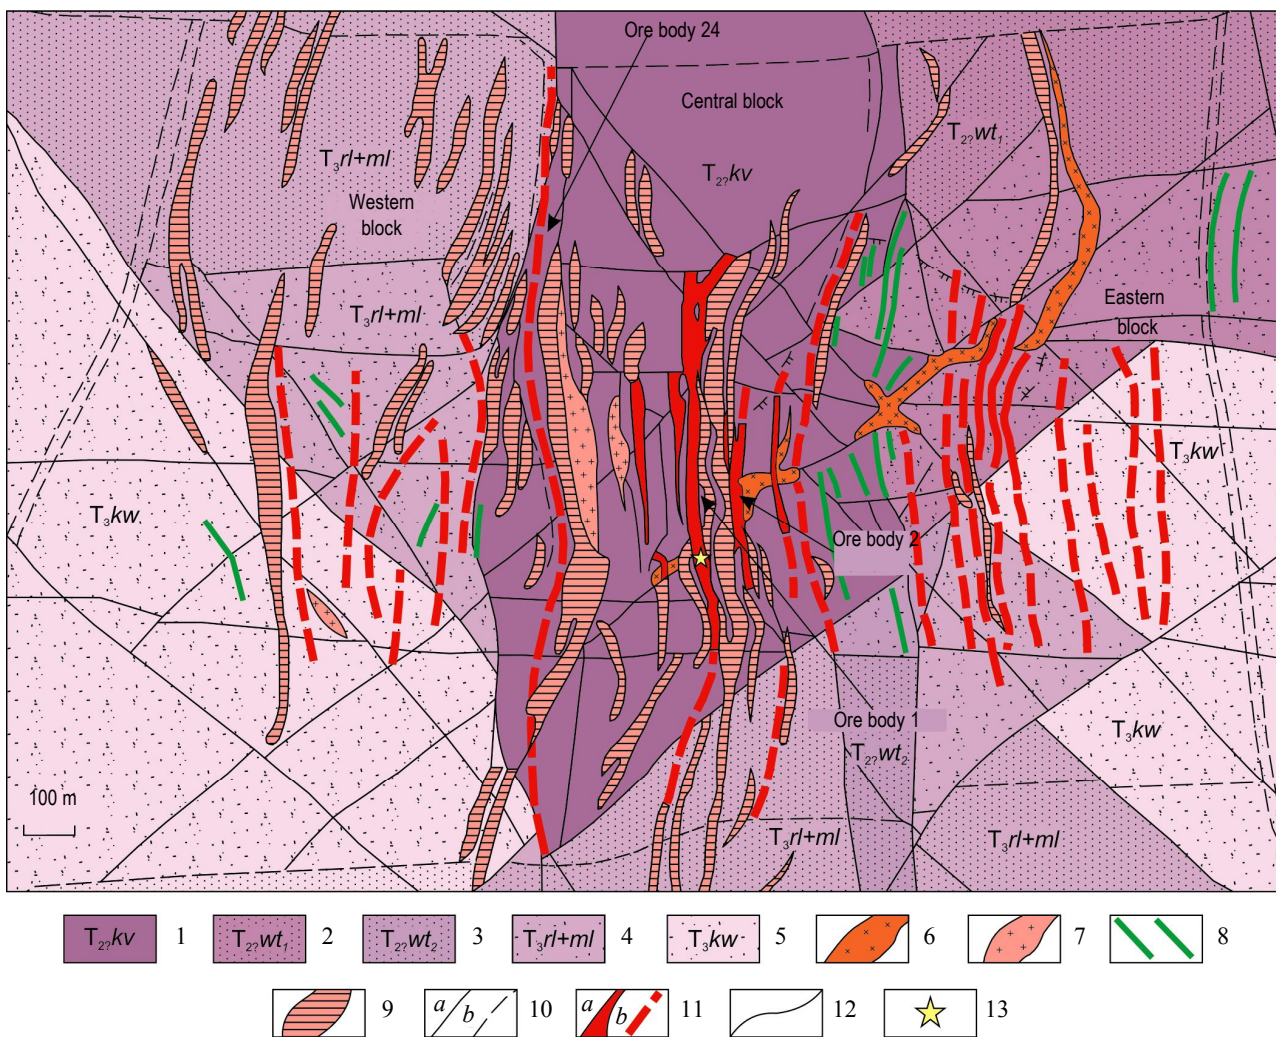 Ore body 24
Central block
T₂?wt₁
T₃rl+ml
T₂?kv
Western
block
Eastern
block
T₃rl+ml
T₃kw
T₃kw
Ore body 2
Ore body 1
T₃kw
T₂?wt₂
100 m
T₃rl+ml
T₃rl+ml
T₂?kv 1 T₂?wt₁ 2 T₂?wt₂ 3 T₃rl+ml 4 T₃kw 5 6 7 8
9 a b 10 a b 11 12 13